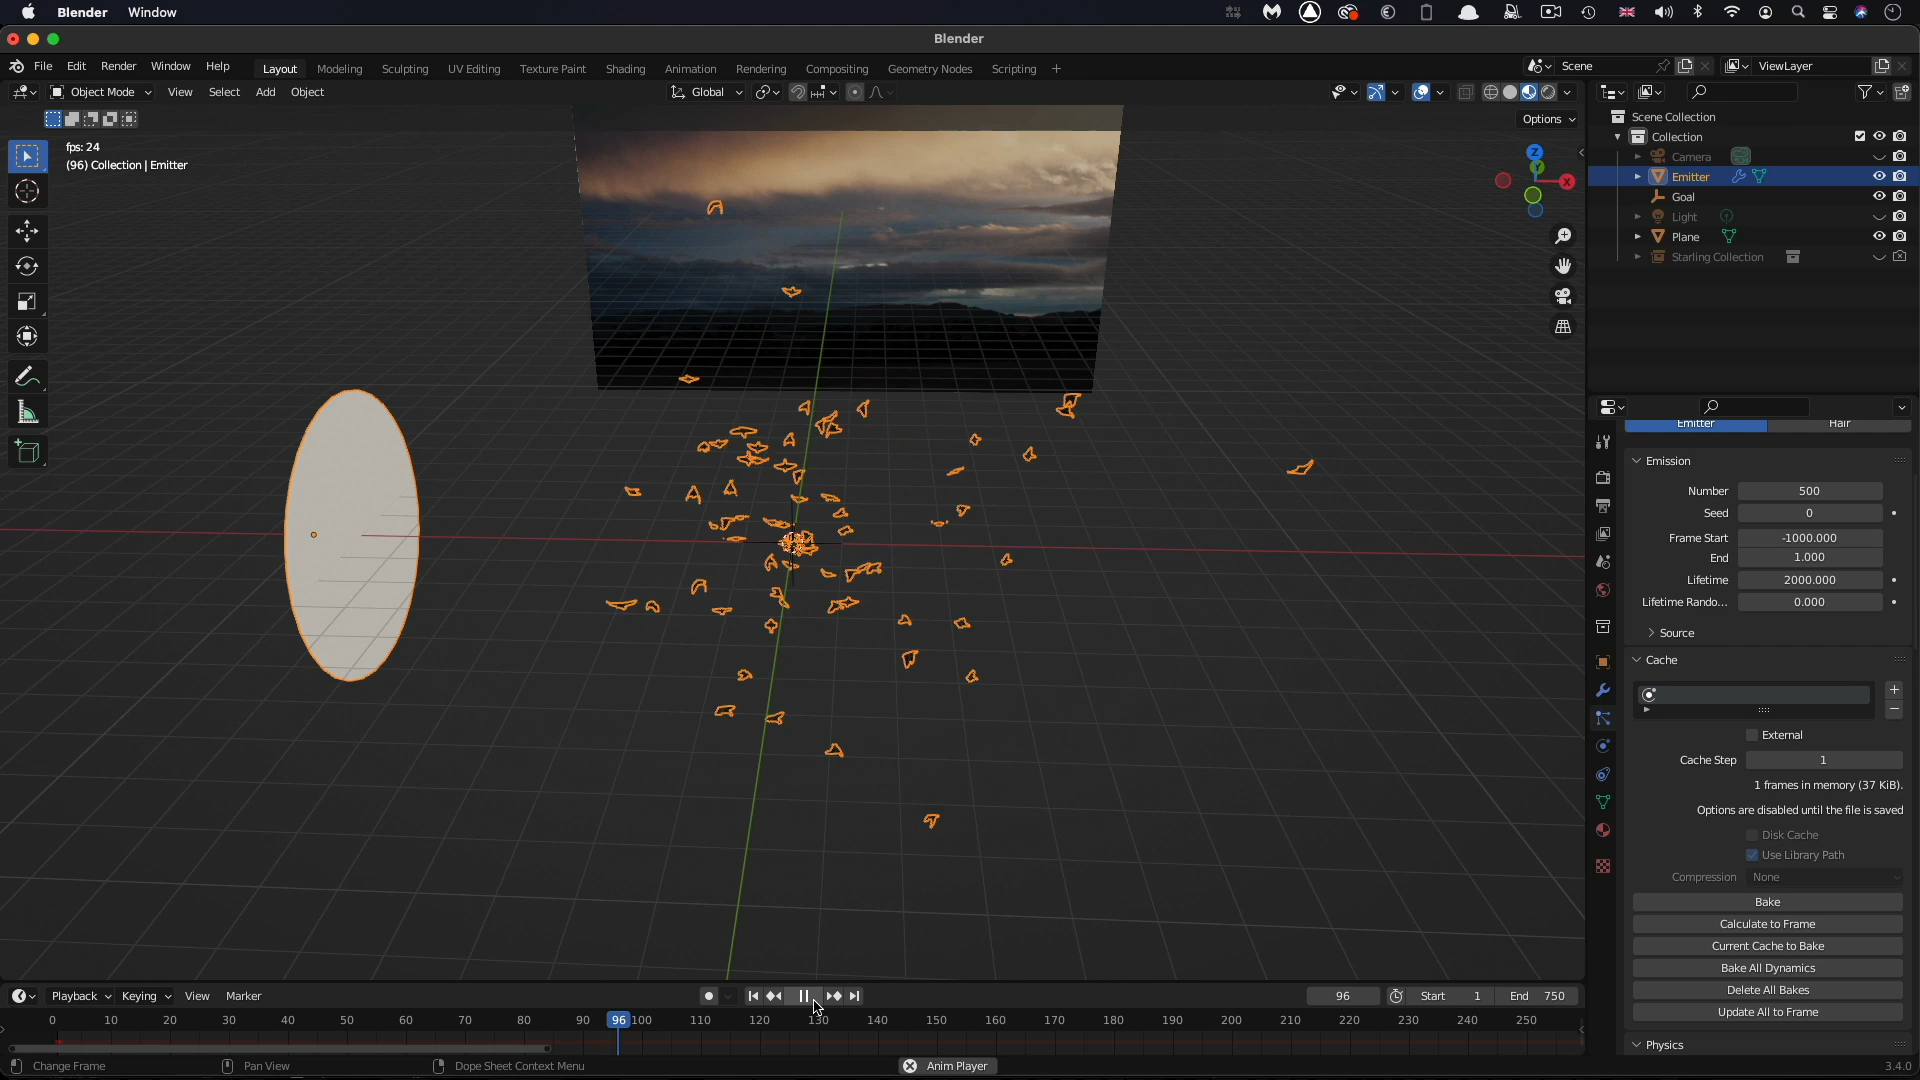 Blender Window
Blender
File Edit Render Window Help Layout Modeling Sculpting UV Editing Texture Paint Shading Animation Rendering Compositing Geometry Nodes Scripting + Scene ViewLayer
Object Mode View Select Add Object Global
Options
fps: 24
(96) Collection | Emitter
Z
Y
X
Scene Collection
Collection
Camera
Emitter
Goal
Light
Plane
Starling Collection
Emitter Hair
Emission
Number 500
Seed 0
Frame Start -1000.000
End 1.000
Lifetime 2000.000
Lifetime Rando... 0.000
Source
Cache
External
Cache Step 1
1 frames in memory (37 KiB).
Options are disabled until the file is saved
Disk Cache
Use Library Path
Compression None
Bake
Calculate to Frame
Current Cache to Bake
Bake All Dynamics
Delete All Bakes
Update All to Frame
Physics
Playback Keying View Marker 96 Start 1 End 750
0 10 20 30 40 50 60 70 80 90 96 100 110 120 130 140 150 160 170 180 190 200 210 220 230 240 250
Change Frame Pan View Dope Sheet Context Menu Anim Player 3.4.0